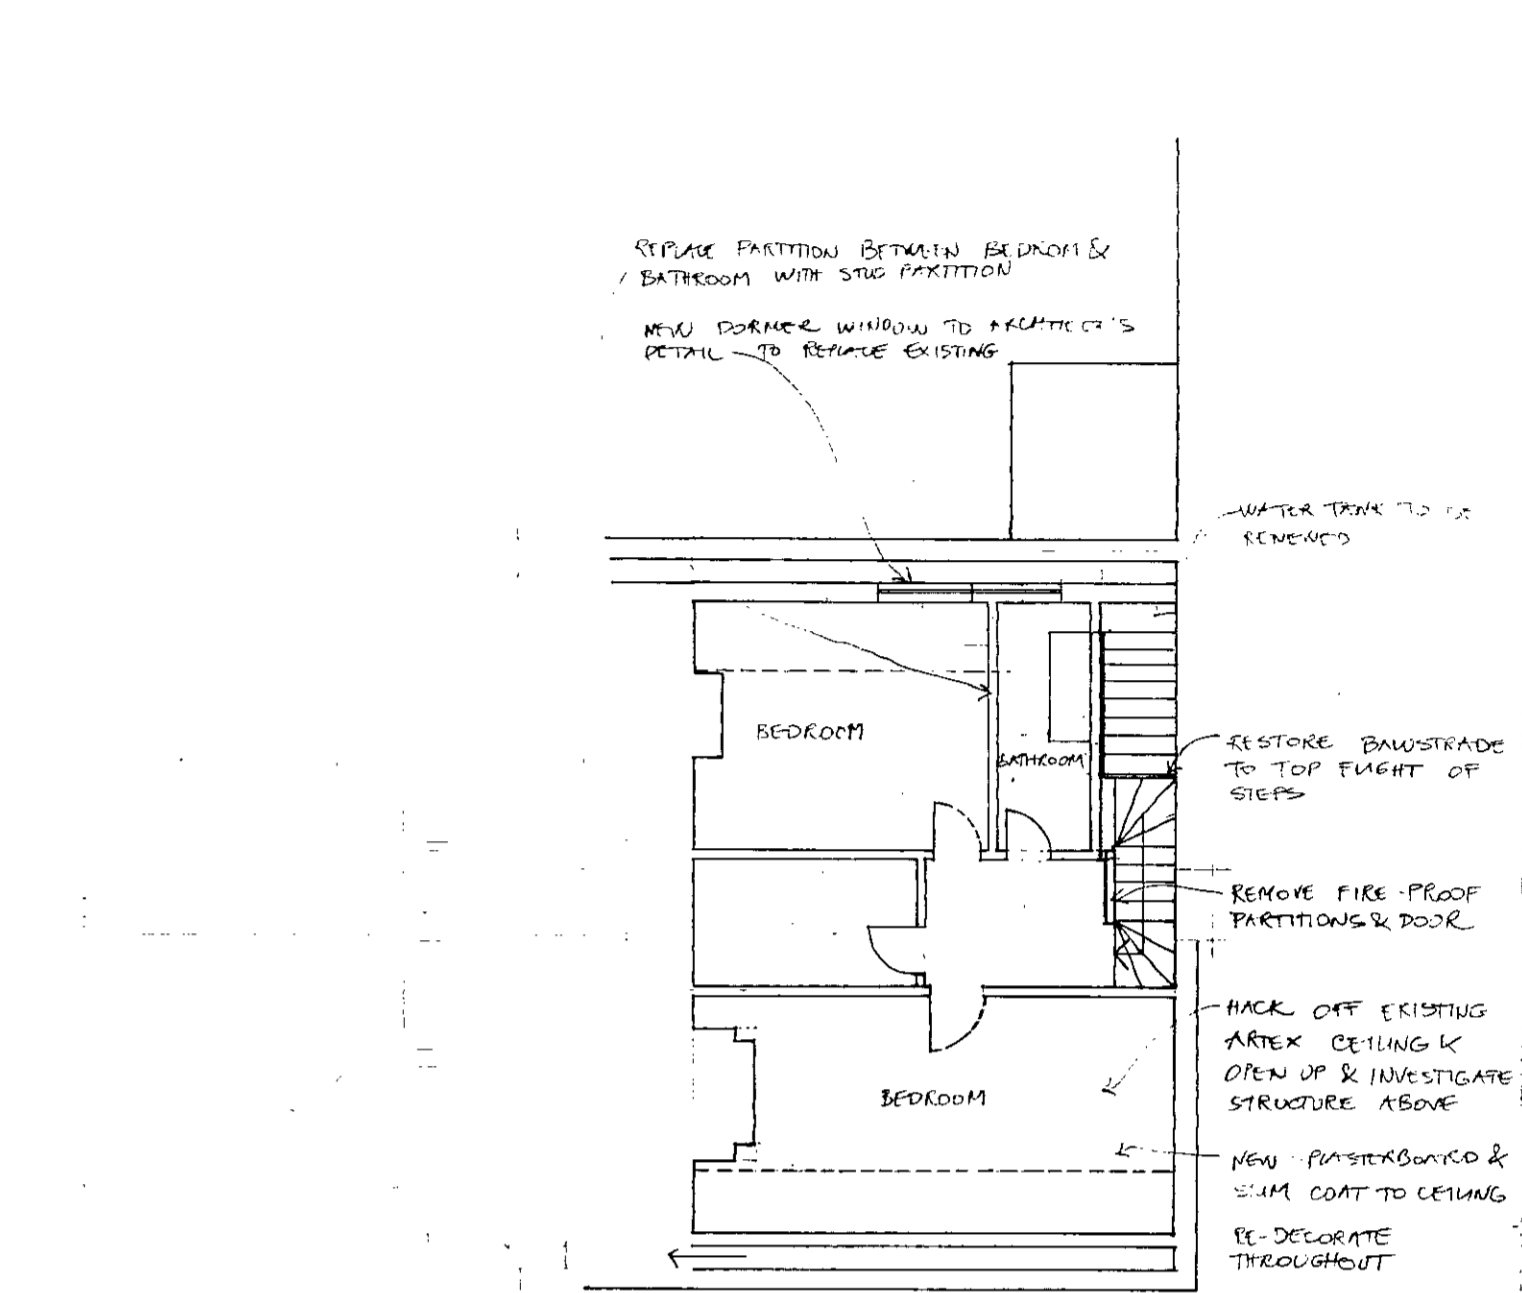 REPLACE PARTITION BETWEEN BEDROM &
BATHROOM WITH STUD PARTITION
NEW DORMER WINDOW TO ARCHITECT'S
DETAIL TO REPLACE EXISTING
WATER TANK TO BE
RENEWED
BEDROOM
BATHROOM
RESTORE BALUSTRADE
TO TOP FLIGHT OF
STEPS
REMOVE FIRE-PROOF
PARTITIONS & DOOR
HACK OFF EXISTING
ARTEX CEILING &
OPEN UP & INVESTIGATE
STRUCTURE ABOVE
BEDROOM
NEW PLASTERBOARD &
SKIM COAT TO CEILING
RE-DECORATE
THROUGHOUT